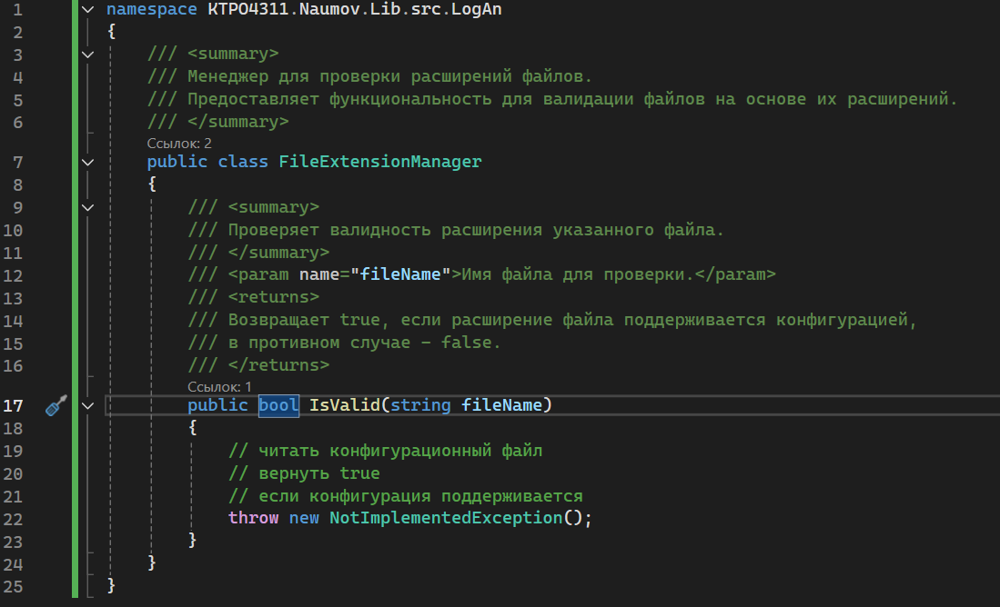 1 namespace KTPO4311.Naumov.Lib.src.LogAn
2 {
3 /// <summary>
4 /// Менеджер для проверки расширений файлов.
5 /// Предоставляет функциональность для валидации файлов на основе их расширений.
6 /// </summary>
Ссылок: 2
7 public class FileExtensionManager
8 {
9 /// <summary>
10 /// Проверяет валидность расширения указанного файла.
11 /// </summary>
12 /// <param name="fileName">Имя файла для проверки.</param>
13 /// <returns>
14 /// Возвращает true, если расширение файла поддерживается конфигурацией,
15 /// в противном случае – false.
16 /// </returns>
Ссылок: 1
17 public bool IsValid(string fileName)
18 {
19 // читать конфигурационный файл
20 // вернуть true
21 // если конфигурация поддерживается
22 throw new NotImplementedException();
23 }
24 }
25 }